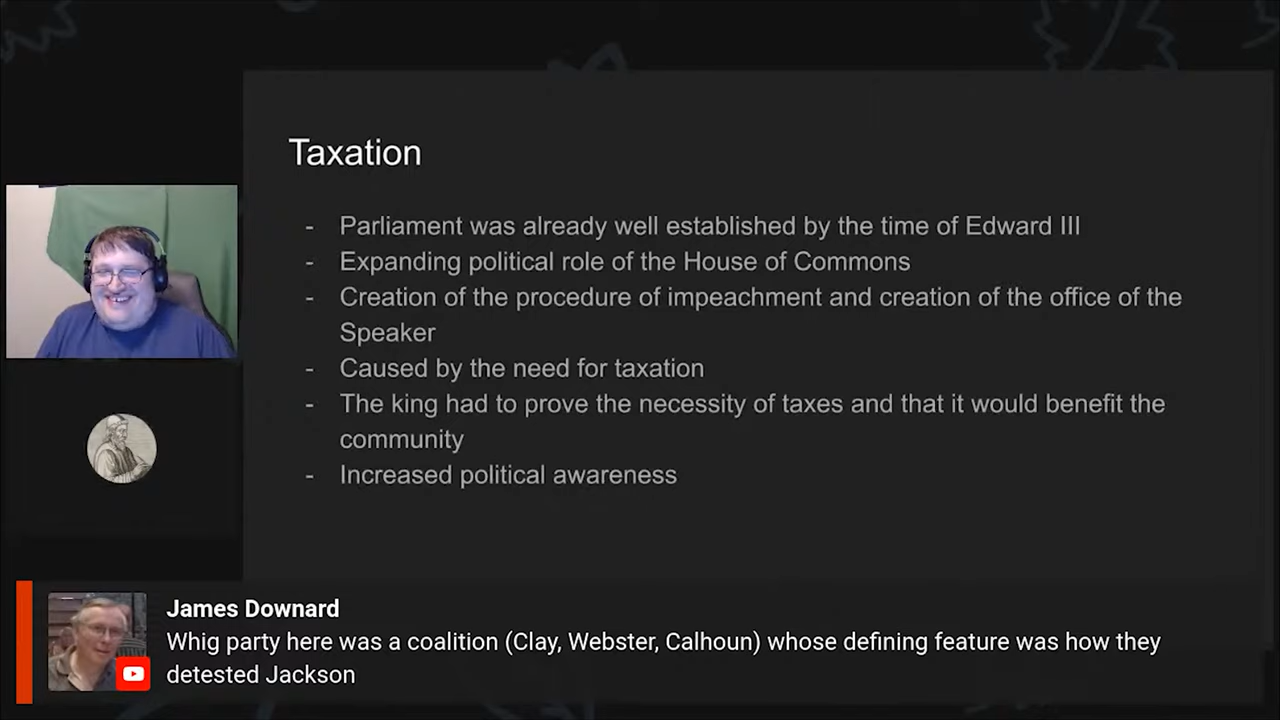 Taxation
- Parliament was already well established by the time of Edward III
- Expanding political role of the House of Commons
- Creation of the procedure of impeachment and creation of the office of the
Speaker
- Caused by the need for taxation
- The king had to prove the necessity of taxes and that it would benefit the
community
- Increased political awareness
James Downard
Whig party here was a coalition (Clay, Webster, Calhoun) whose defining feature was how they
detested Jackson